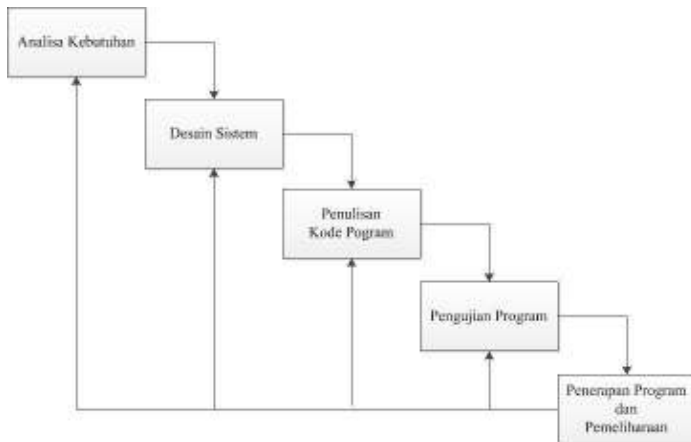 Analisa Kebutuhan
Desain Sistem
Penulisan
Kode Pogram
Pengujian Program
Penerapan Program
dan
Pemeliharaan